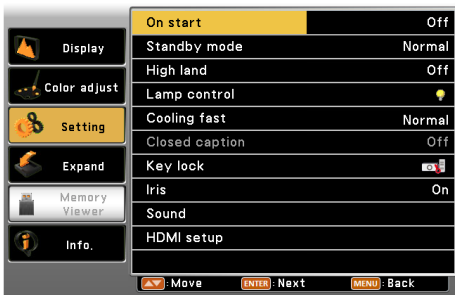 Display
Color adjust
Setting
Expand
Memory
Viewer
Info.
On start Off
Standby mode Normal
High land Off
Lamp control
Cooling fast Normal
Closed caption Off
Key lock
Iris On
Sound
HDMI setup
:Move ENTER :Next MENU :Back